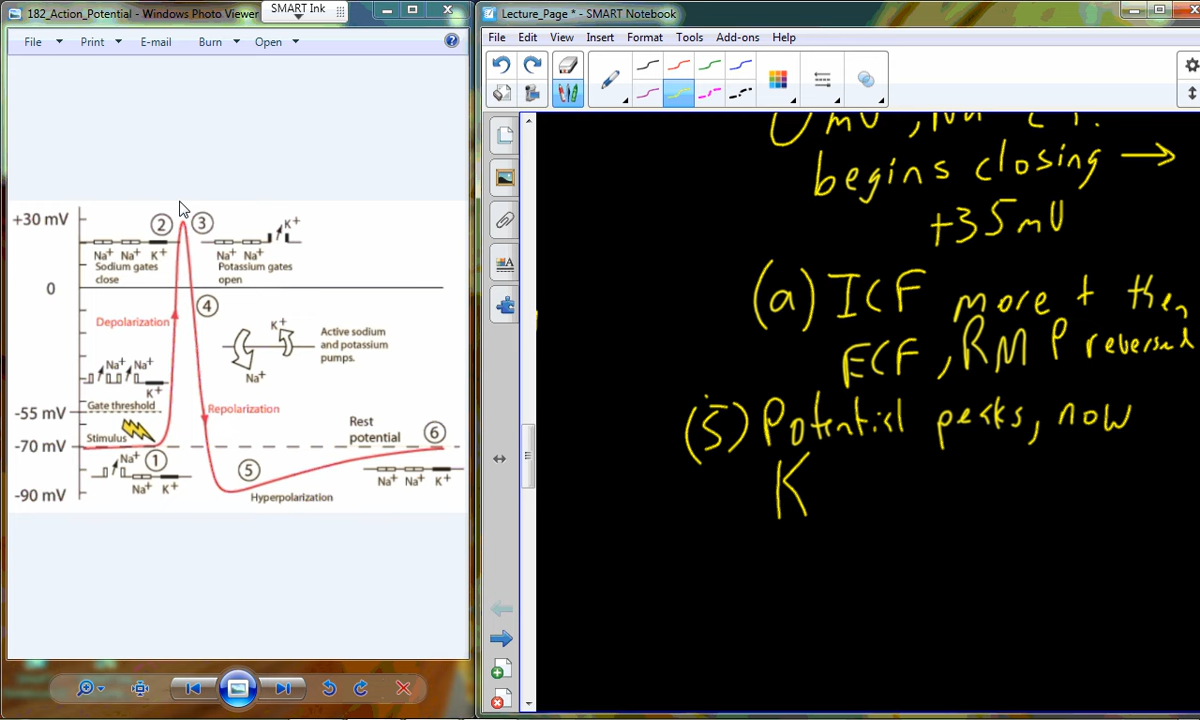 182_Action_Potential - Windows Photo Viewer
SMART Ink
File Print E-mail Burn Open
+30 mV
0
-55 mV
-70 mV
-90 mV
2
3
K+
Na+ Na+ K+
Sodium gates
close
Na+ Na+
Potassium gates
open
4
Depolarization
K+
Na+
Active sodium
and potassium
pumps.
Na+ Na+
K+
Gate threshold
Repolarization
Stimulus
Rest
potential
6
Na+
1
Na+ K+
5
Hyperpolarization
Na+ Na+ K+
Lecture_Page * - SMART Notebook
File Edit View Insert Format Tools Add-ons Help
0 mV,
begins closing →
+35 mV
(a) ICF more + then
ECF, RMP reversed
(5) Potential peaks, now
K